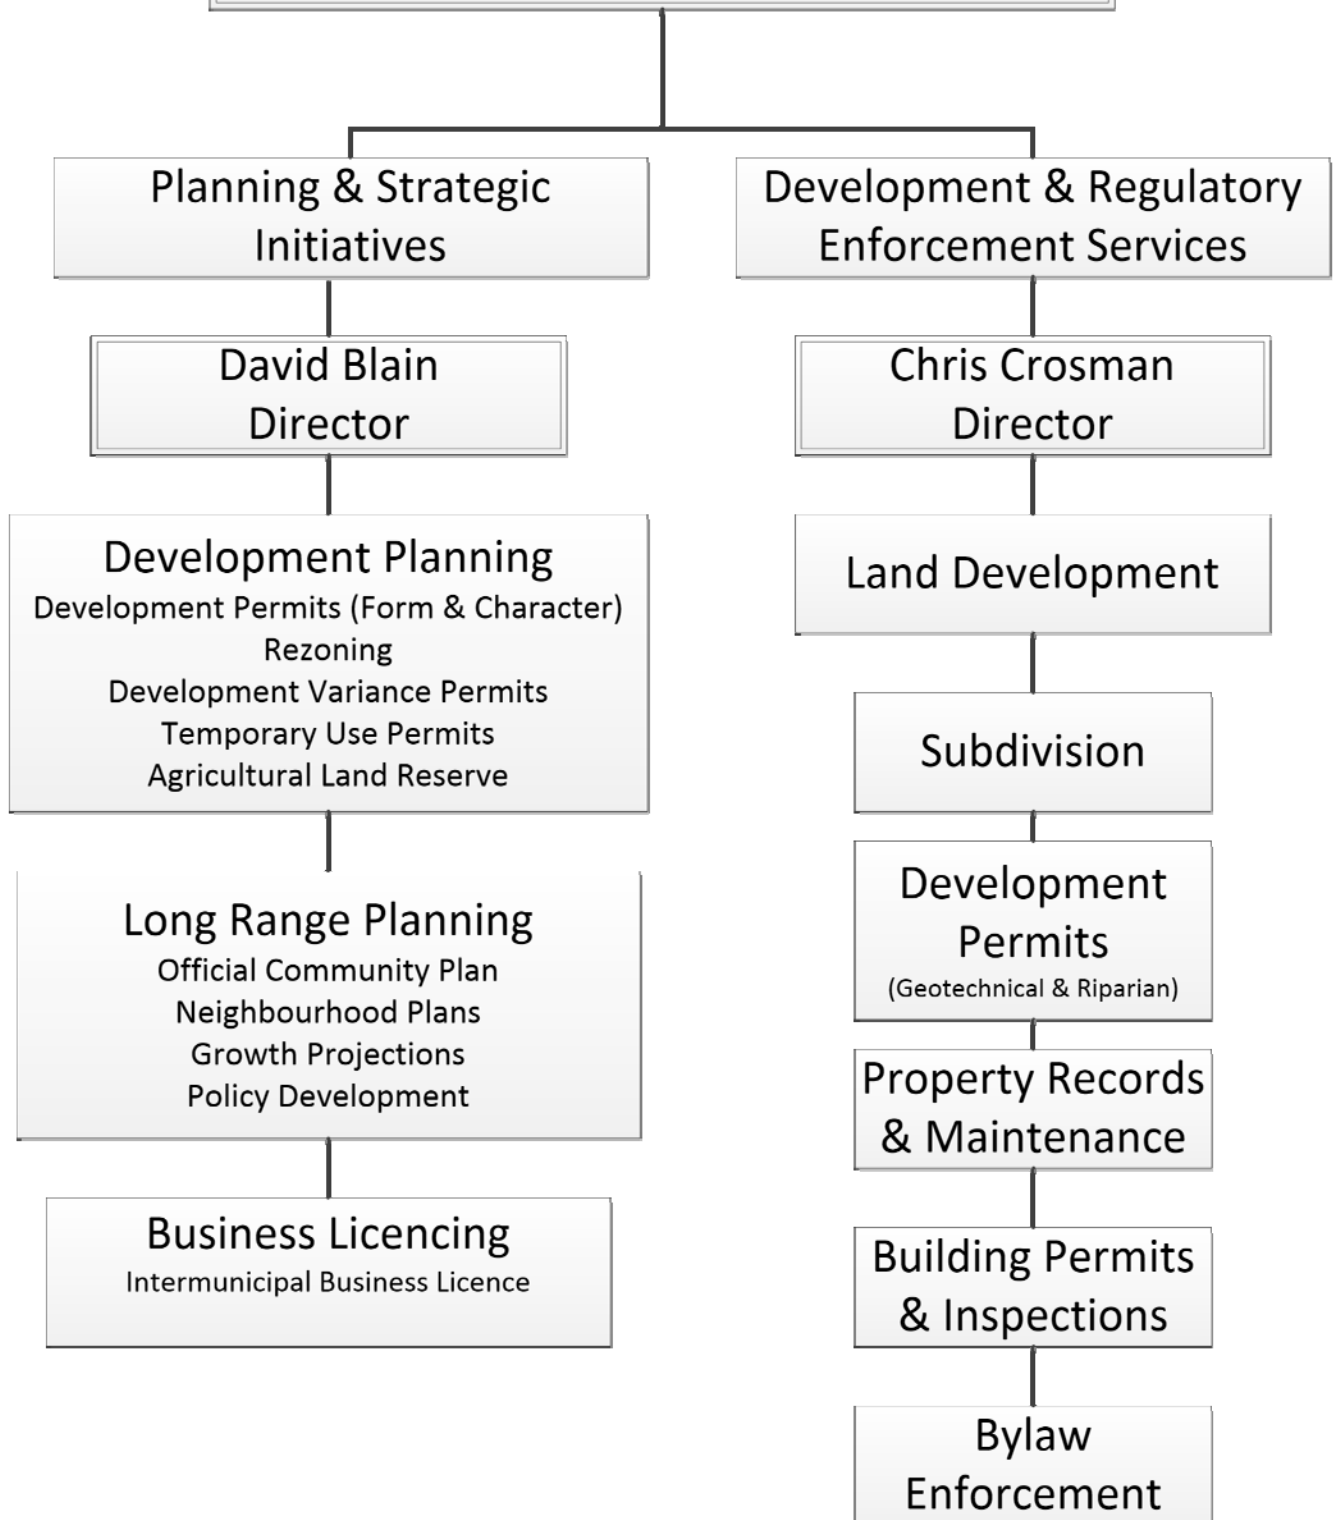 Planning & Strategic
Initiatives
David Blain
Director
Development Planning
Development Permits (Form & Character)
Rezoning
Development Variance Permits
Temporary Use Permits
Agricultural Land Reserve
Long Range Planning
Official Community Plan
Neighbourhood Plans
Growth Projections
Policy Development
Business Licencing
Intermunicipal Business Licence
Development & Regulatory
Enforcement Services
Chris Crosman
Director
Land Development
Subdivision
Development
Permits
(Geotechnical & Riparian)
Property Records
& Maintenance
Building Permits
& Inspections
Bylaw
Enforcement